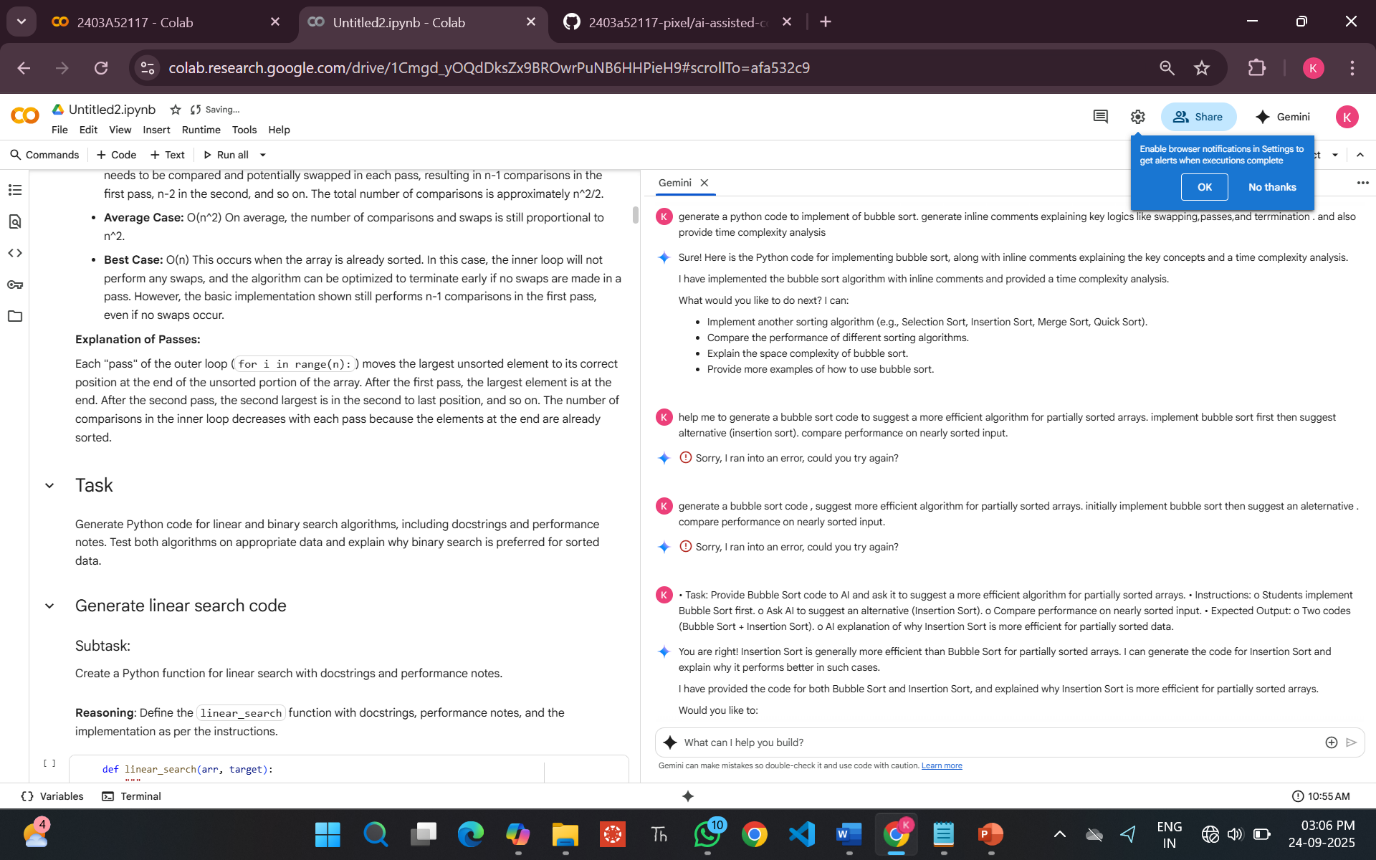 2403A52117 - Colab
Untitled2.ipynb - Colab
2403a52117-pixel/ai-assisted-c
colab.research.google.com/drive/1Cmgd_yOQdDksZx9BROwrPuNB6HHPieH9#scrollTo=afa532c9
K
Untitled2.ipynb
Saving...
File Edit View Insert Runtime Tools Help
Share
Gemini
K
Commands + Code + Text Run all
Enable browser notifications in Settings to
get alerts when executions complete
OK No thanks
needs to be compared and potentially swapped in each pass, resulting in n-1 comparisons in the
first pass, n-2 in the second, and so on. The total number of comparisons is approximately n^2/2.
• Average Case: O(n^2) On average, the number of comparisons and swaps is still proportional to
n^2.
• Best Case: O(n) This occurs when the array is already sorted. In this case, the inner loop will not
perform any swaps, and the algorithm can be optimized to terminate early if no swaps are made in a
pass. However, the basic implementation shown still performs n-1 comparisons in the first pass,
even if no swaps occur.
Explanation of Passes:
Each "pass" of the outer loop ( for i in range(n): ) moves the largest unsorted element to its correct
position at the end of the unsorted portion of the array. After the first pass, the largest element is at the
end. After the second pass, the second largest is in the second to last position, and so on. The number of
comparisons in the inner loop decreases with each pass because the elements at the end are already
sorted.
Task
Generate Python code for linear and binary search algorithms, including docstrings and performance
notes. Test both algorithms on appropriate data and explain why binary search is preferred for sorted
data.
Generate linear search code
Subtask:
Create a Python function for linear search with docstrings and performance notes.
Reasoning: Define the linear_search function with docstrings, performance notes, and the
implementation as per the instructions.
[ ] def linear_search(arr, target):
"""
Gemini
K generate a python code to implement of bubble sort. generate inline comments explaining key logics like swapping,passes,and terrmination . and also
provide time complexity analysis
Sure! Here is the Python code for implementing bubble sort, along with inline comments explaining the key concepts and a time complexity analysis.
I have implemented the bubble sort algorithm with inline comments and provided a time complexity analysis.
What would you like to do next? I can:
• Implement another sorting algorithm (e.g., Selection Sort, Insertion Sort, Merge Sort, Quick Sort).
• Compare the performance of different sorting algorithms.
• Explain the space complexity of bubble sort.
• Provide more examples of how to use bubble sort.
K help me to generate a bubble sort code to suggest a more efficient algorithm for partially sorted arrays. implement bubble sort first then suggest
alternative (insertion sort). compare performance on nearly sorted input.
Sorry, I ran into an error, could you try again?
K generate a bubble sort code , suggest more efficient algorithm for partially sorted arrays. initially implement bubble sort then suggest an aleternative .
compare performance on nearly sorted input.
Sorry, I ran into an error, could you try again?
K • Task: Provide Bubble Sort code to AI and ask it to suggest a more efficient algorithm for partially sorted arrays. • Instructions: o Students implement
Bubble Sort first. o Ask AI to suggest an alternative (Insertion Sort). o Compare performance on nearly sorted input. • Expected Output: o Two codes
(Bubble Sort + Insertion Sort). o AI explanation of why Insertion Sort is more efficient for partially sorted data.
You are right! Insertion Sort is generally more efficient than Bubble Sort for partially sorted arrays. I can generate the code for Insertion Sort and
explain why it performs better in such cases.
I have provided the code for both Bubble Sort and Insertion Sort, and explained why Insertion Sort is more efficient for partially sorted arrays.
Would you like to:
What can I help you build?
Gemini can make mistakes so double-check it and use code with caution. Learn more
Variables Terminal
10:55 AM
4
Th
10
K
ENG
IN
03:06 PM
24-09-2025